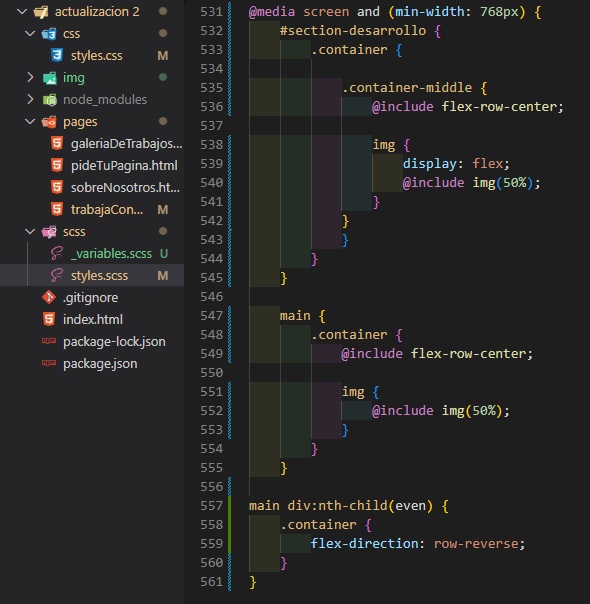 actualizacion 2
css
styles.css M
img
node_modules
pages
galeriaDeTrabajos...
pideTuPagina.html
sobreNosotros.ht...
trabajaCon... M
scss
_variables.scss U
styles.scss M
.gitignore
index.html
package-lock.json
package.json
531 @media screen and (min-width: 768px) {
532 #section-desarrollo {
533 .container {
534
535 .container-middle {
536 @include flex-row-center;
537
538 img {
539 display: flex;
540 @include img(50%);
541 }
542 }
543 }
544 }
545 }
546
547 main {
548 .container {
549 @include flex-row-center;
550
551 img {
552 @include img(50%);
553 }
554 }
555 }
556
557 main div:nth-child(even) {
558 .container {
559 flex-direction: row-reverse;
560 }
561 }